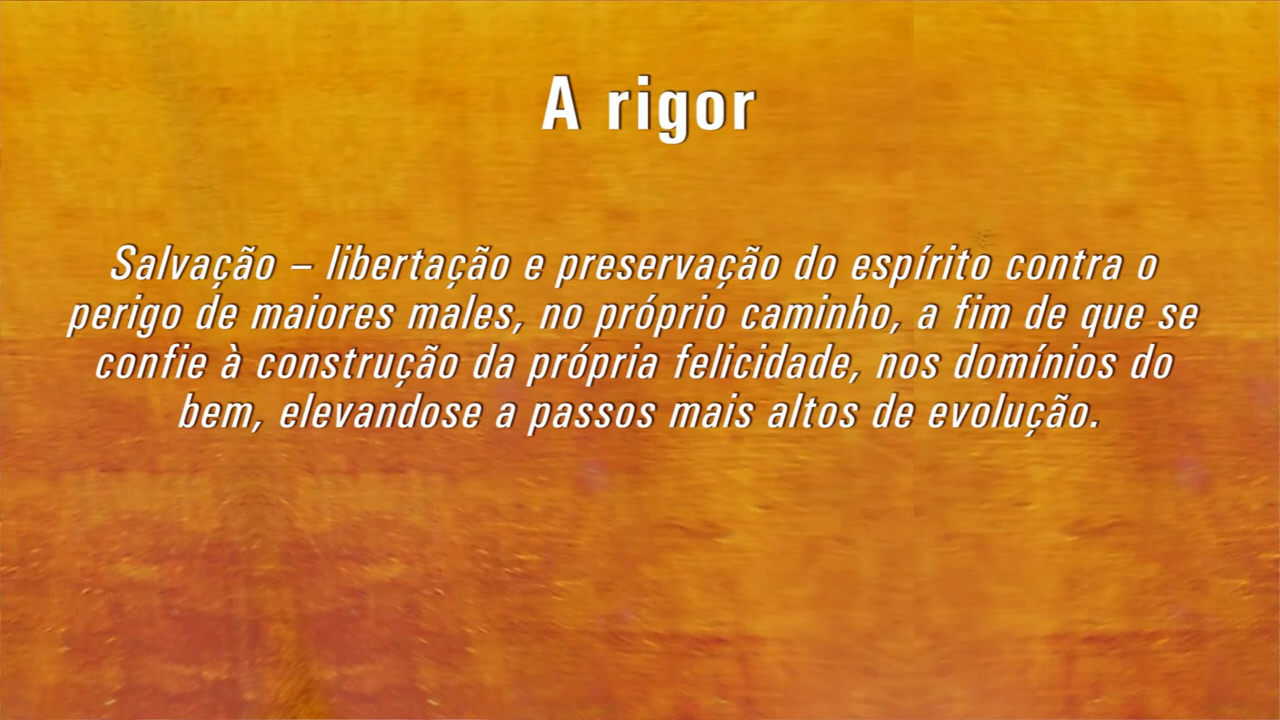 A rigor
Salvação – libertação e preservação do espírito contra o
perigo de maiores males, no próprio caminho, a fim de que se
confie à construção da própria felicidade, nos domínios do
bem, elevandose a passos mais altos de evolução.